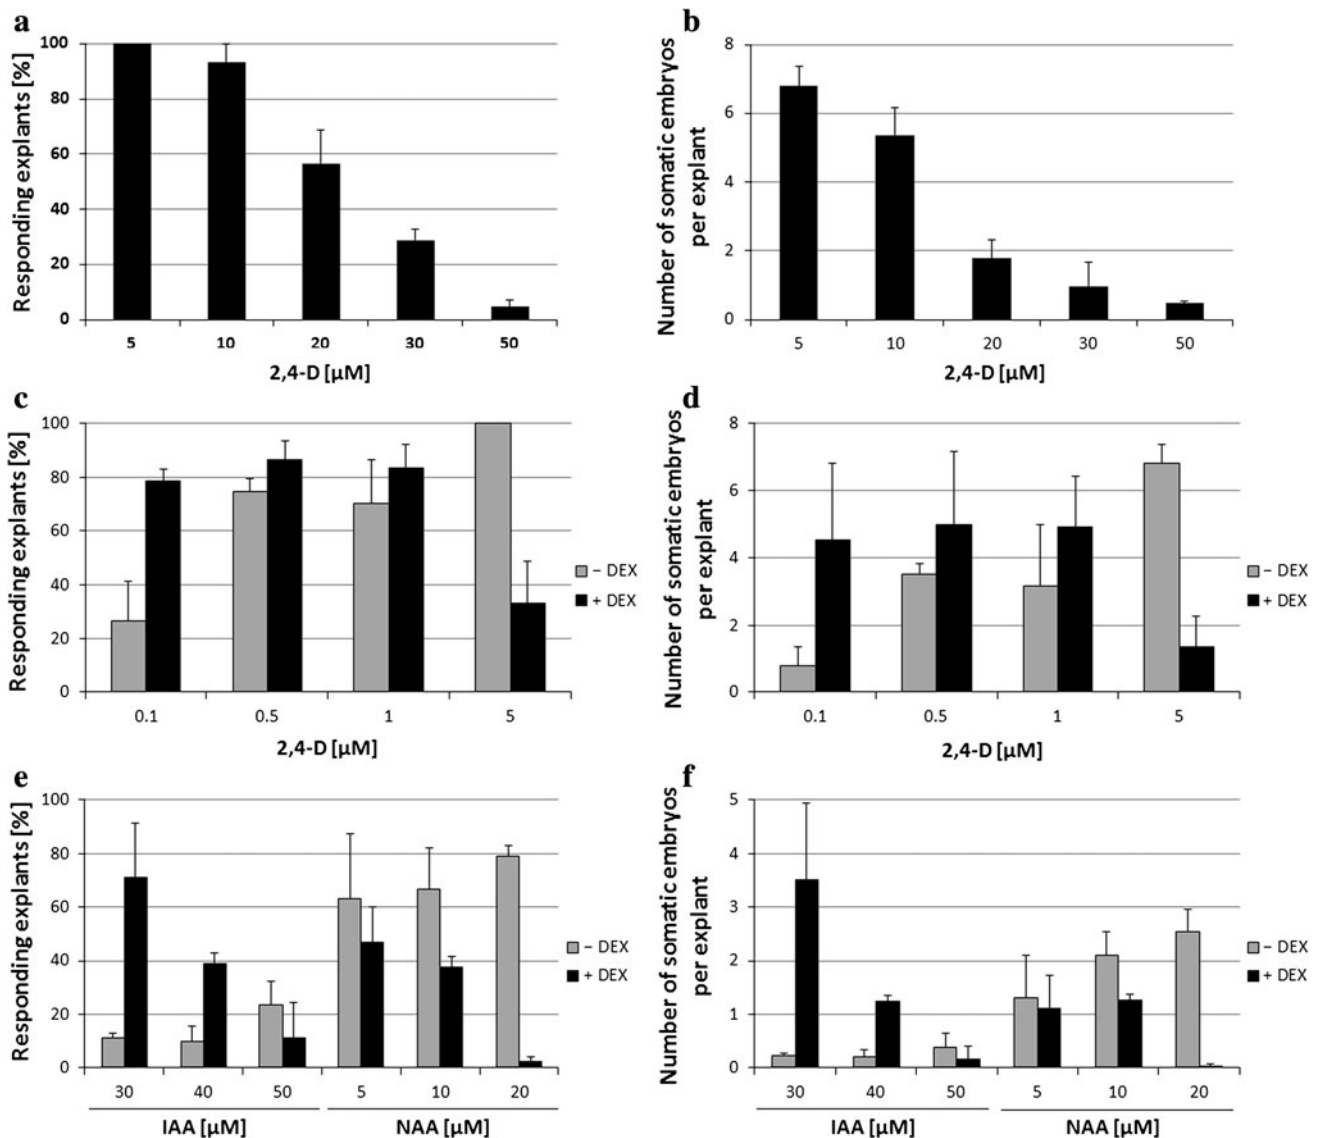 a
Responding explants [%]
100
80
60
40
20
0
5 10 20 30 50
2,4-D [µM]
b
Number of somatic embryos
per explant
8
6
4
2
0
5 10 20 30 50
2,4-D [µM]
c
Responding explants [%]
100
80
60
40
20
0
0.1 0.5 1 5
2,4-D [µM]
– DEX
+ DEX
d
Number of somatic embryos
per explant
8
6
4
2
0
0.1 0.5 1 5
2,4-D [µM]
– DEX
+ DEX
e
Responding explants [%]
100
80
60
40
20
0
30 40 50 5 10 20
IAA [µM] NAA [µM]
– DEX
+ DEX
f
Number of somatic embryos
per explant
5
4
3
2
1
0
30 40 50 5 10 20
IAA [µM] NAA [µM]
– DEX
+ DEX